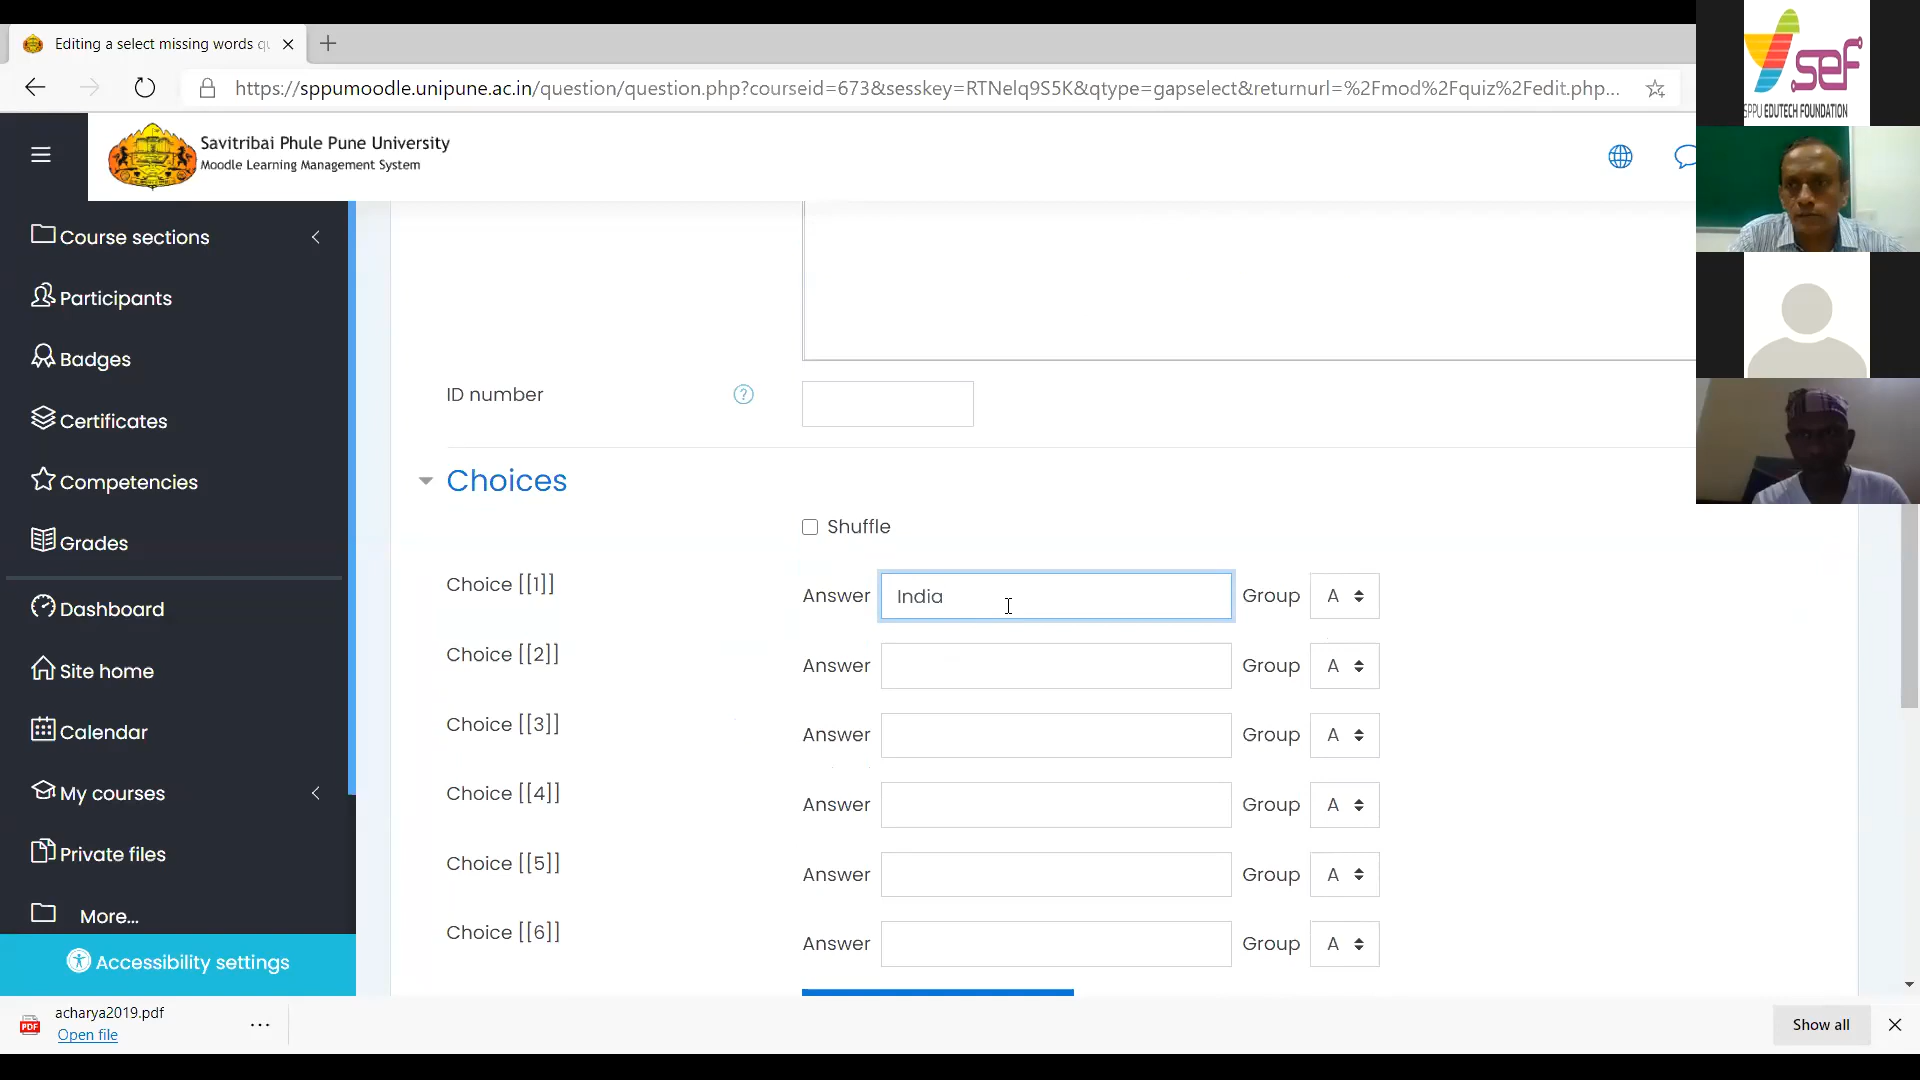 Editing a select missing words qu
https://sppumoodle.unipune.ac.in/question/question.php?courseid=673&sesskey=RTNelq9S5K&qtype=gapselect&returnurl=%2Fmod%2Fquiz%2Fedit.php...
Savitribai Phule Pune University
Moodle Learning Management System
sef
SPPU EDUTECH FOUNDATION
Course sections
Participants
Badges
Certificates
Competencies
Grades
Dashboard
Site home
Calendar
My courses
Private files
More...
Accessibility settings
ID number
?
Choices
Shuffle
Choice [[1]] Answer India Group A
Choice [[2]] Answer Group A
Choice [[3]] Answer Group A
Choice [[4]] Answer Group A
Choice [[5]] Answer Group A
Choice [[6]] Answer Group A
PDF
acharya2019.pdf
Open file
...
Show all